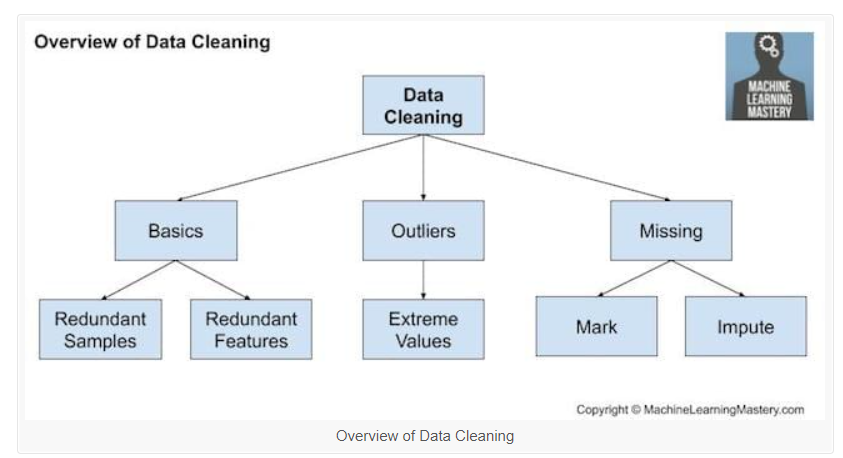 Overview of Data Cleaning
MACHINE
LEARNING
MASTERY
Data
Cleaning
Basics
Outliers
Missing
Redundant
Samples
Redundant
Features
Extreme
Values
Mark
Impute
Copyright © MachineLearningMastery.com
Overview of Data Cleaning